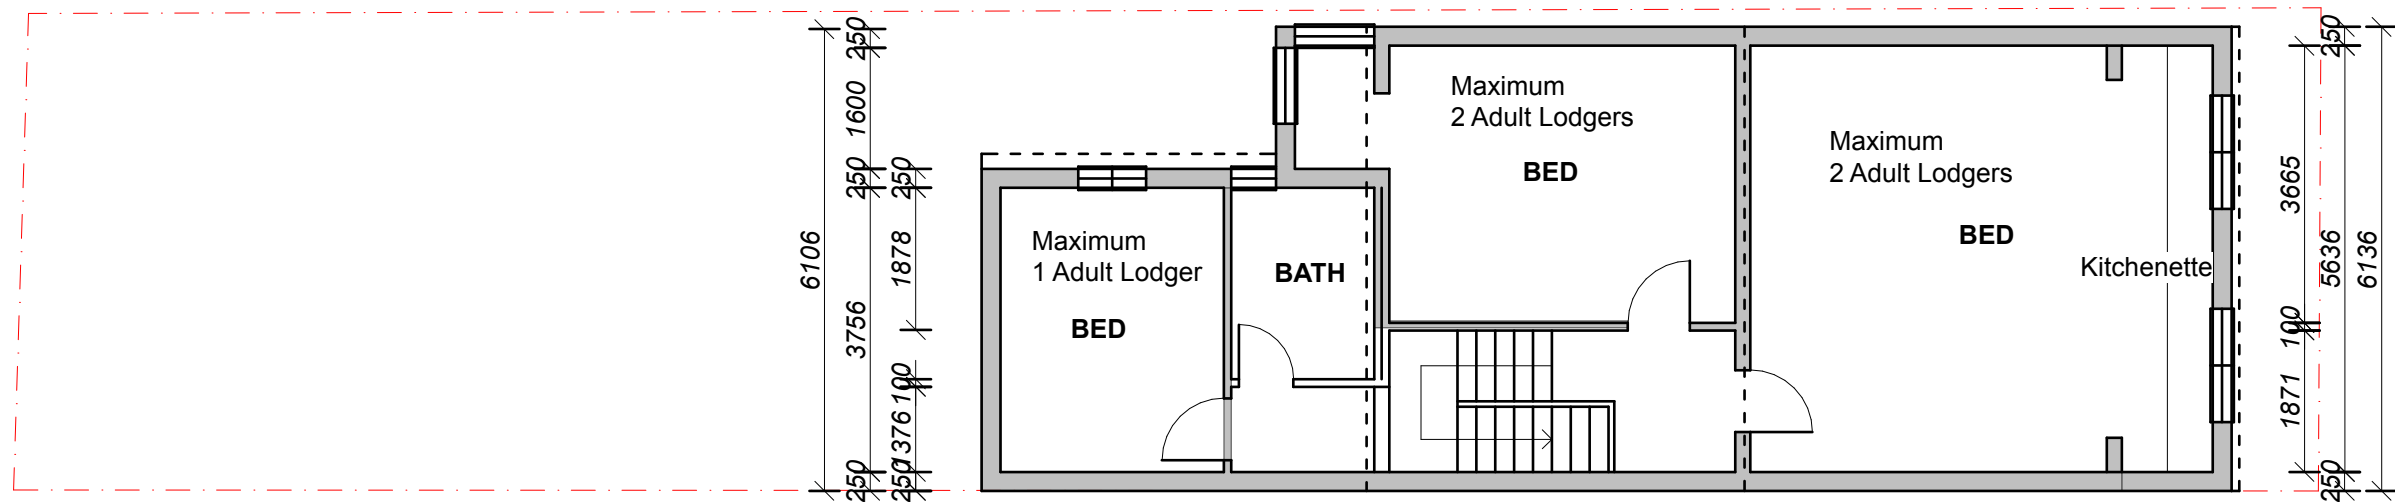 6106
250
1600
250
3756
250
250
1878
100
1376
250
Maximum
1 Adult Lodger
BED
BATH
Maximum
2 Adult Lodgers
BED
Maximum
2 Adult Lodgers
BED
Kitchenette
3665
100
1871
250
5636
250
6136